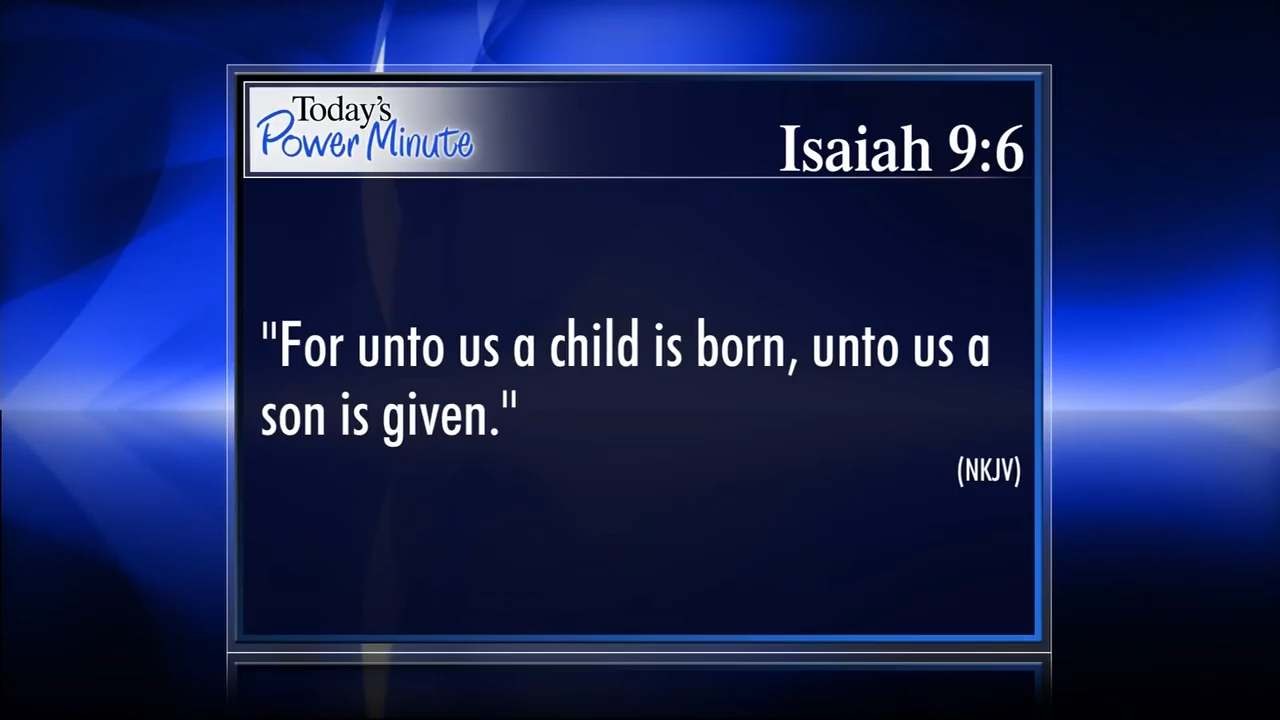 Today's
Power Minute
Isaiah 9:6
"For unto us a child is born, unto us a
son is given."
(NKJV)